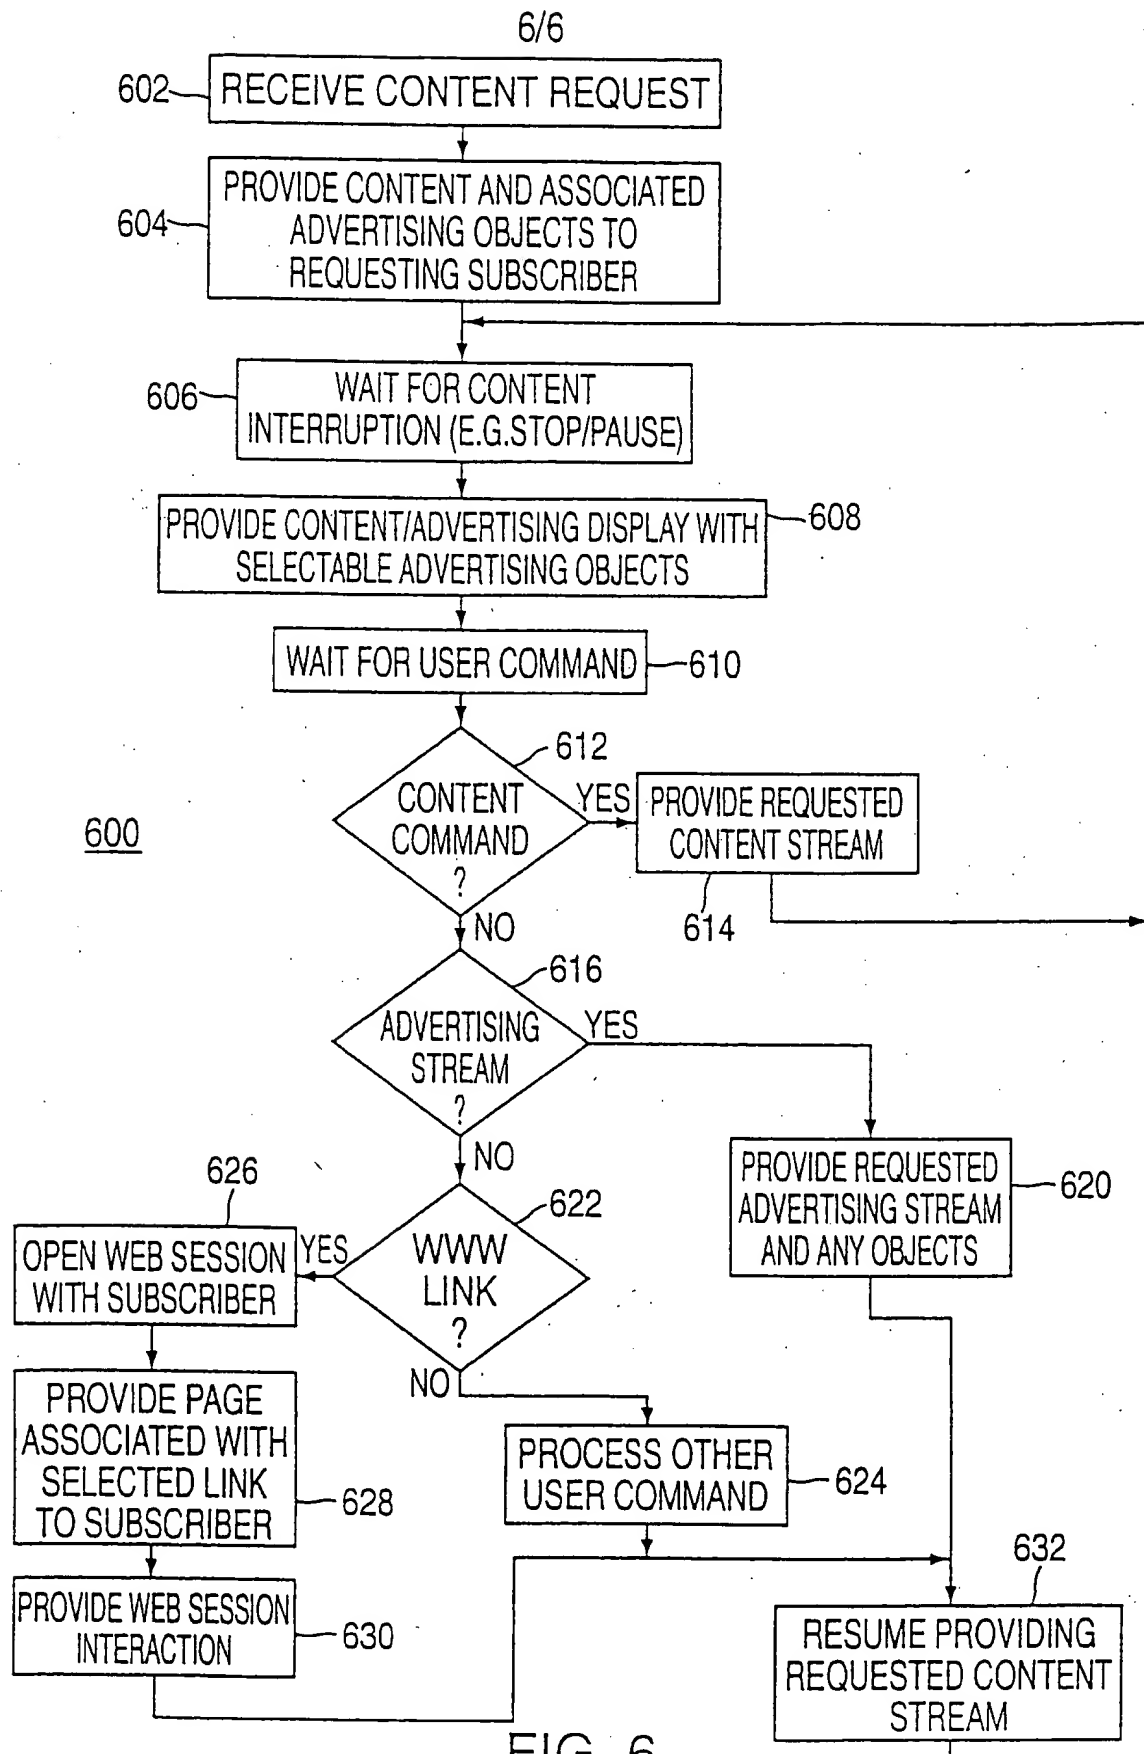 6/6
602
RECEIVE CONTENT REQUEST
604
PROVIDE CONTENT AND ASSOCIATED
ADVERTISING OBJECTS TO
REQUESTING SUBSCRIBER
606
WAIT FOR CONTENT
INTERRUPTION (E.G.STOP/PAUSE)
PROVIDE CONTENT/ADVERTISING DISPLAY WITH
SELECTABLE ADVERTISING OBJECTS
608
WAIT FOR USER COMMAND
610
612
CONTENT
COMMAND
?
YES
PROVIDE REQUESTED
CONTENT STREAM
614
600
NO
616
ADVERTISING
STREAM
?
YES
NO
PROVIDE REQUESTED
ADVERTISING STREAM
AND ANY OBJECTS
620
622
WWW
LINK
?
YES
626
OPEN WEB SESSION
WITH SUBSCRIBER
NO
PROVIDE PAGE
ASSOCIATED WITH
SELECTED LINK
TO SUBSCRIBER
628
PROCESS OTHER
USER COMMAND
624
PROVIDE WEB SESSION
INTERACTION
630
632
RESUME PROVIDING
REQUESTED CONTENT
STREAM
FIG. 6